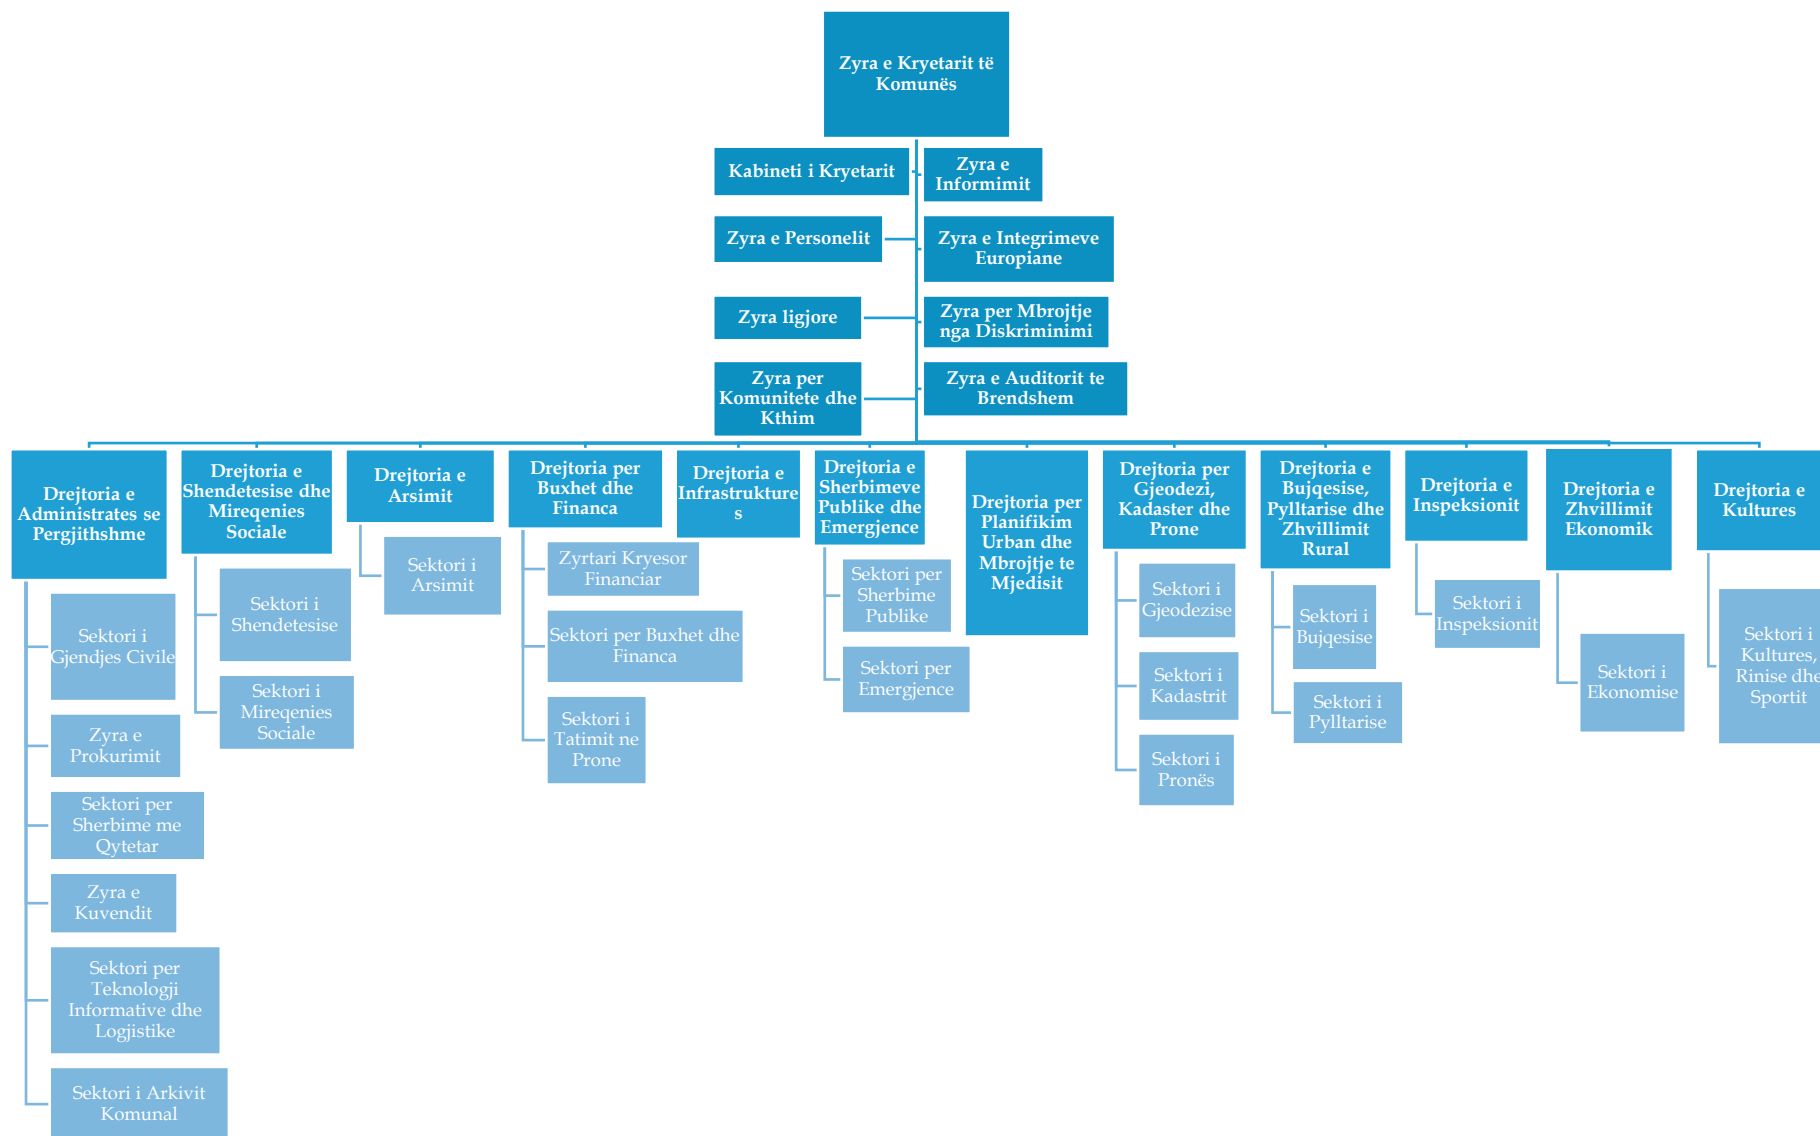 Zyra e Kryetarit të
Komunës
Kabineti i Kryetarit
Zyra e
Informimit
Zyra e Personelit
Zyra e Integrimeve
Europiane
Zyra ligjore
Zyra per Mbrojtje
nga Diskriminimi
Zyra per
Komunitete dhe
Kthim
Zyra e Auditorit te
Brendshem
Drejtoria e
Administrates se
Pergjithshme
Sektori i
Gjendjes Civile
Zyra e
Prokurimit
Sektori per
Sherbime me
Qytetar
Zyra e
Kuvendit
Sektori per
Teknologji
Informative dhe
Logjistike
Sektori i Arkivit
Komunal
Drejtoria e
Shendetesise dhe
Mireqenies
Sociale
Sektori i
Shendetesise
Sektori i
Mireqenies
Sociale
Drejtoria e
Arsimit
Sektori i
Arsimit
Drejtoria per
Buxhet dhe
Financa
Zyrtari Kryesor
Financiar
Sektori per Buxhet dhe
Financa
Sektori i
Tatimit ne
Prone
Drejtoria e
Infrastrukture
s
Drejtoria e
Sherbimeve
Publike dhe
Emergjence
Sektori per
Sherbime
Publike
Sektori per
Emergjence
Drejtoria per
Planifikim
Urban dhe
Mbrojtje te
Mjedisit
Drejtoria per
Gjeodezi,
Kadaster dhe
Prone
Sektori i
Gjeodezise
Sektori i
Kadastrit
Sektori i
Pronës
Drejtoria e
Bujqesise,
Pylltarise dhe
Zhvillimit
Rural
Sektori i
Bujqesise
Sektori i
Pylltarise
Drejtoria e
Inspeksionit
Sektori i
Inspeksionit
Drejtoria e
Zhvillimit
Ekonomik
Sektori i
Ekonomise
Drejtoria e
Kultures
Sektori i
Kultures,
Rinise dhe
Sportit